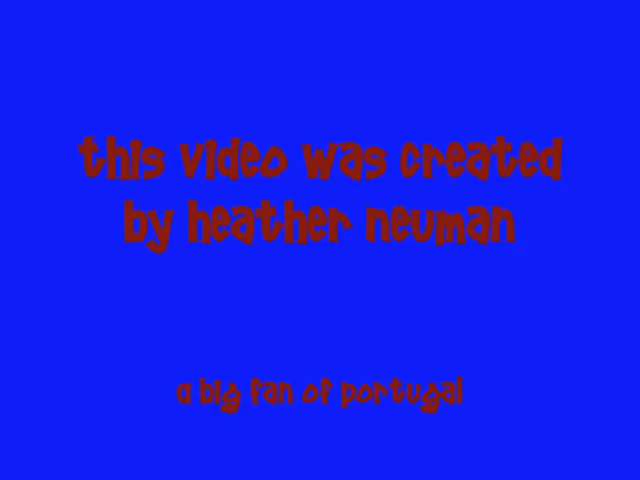 this video was created
by heather neuman
a big fan of portugal